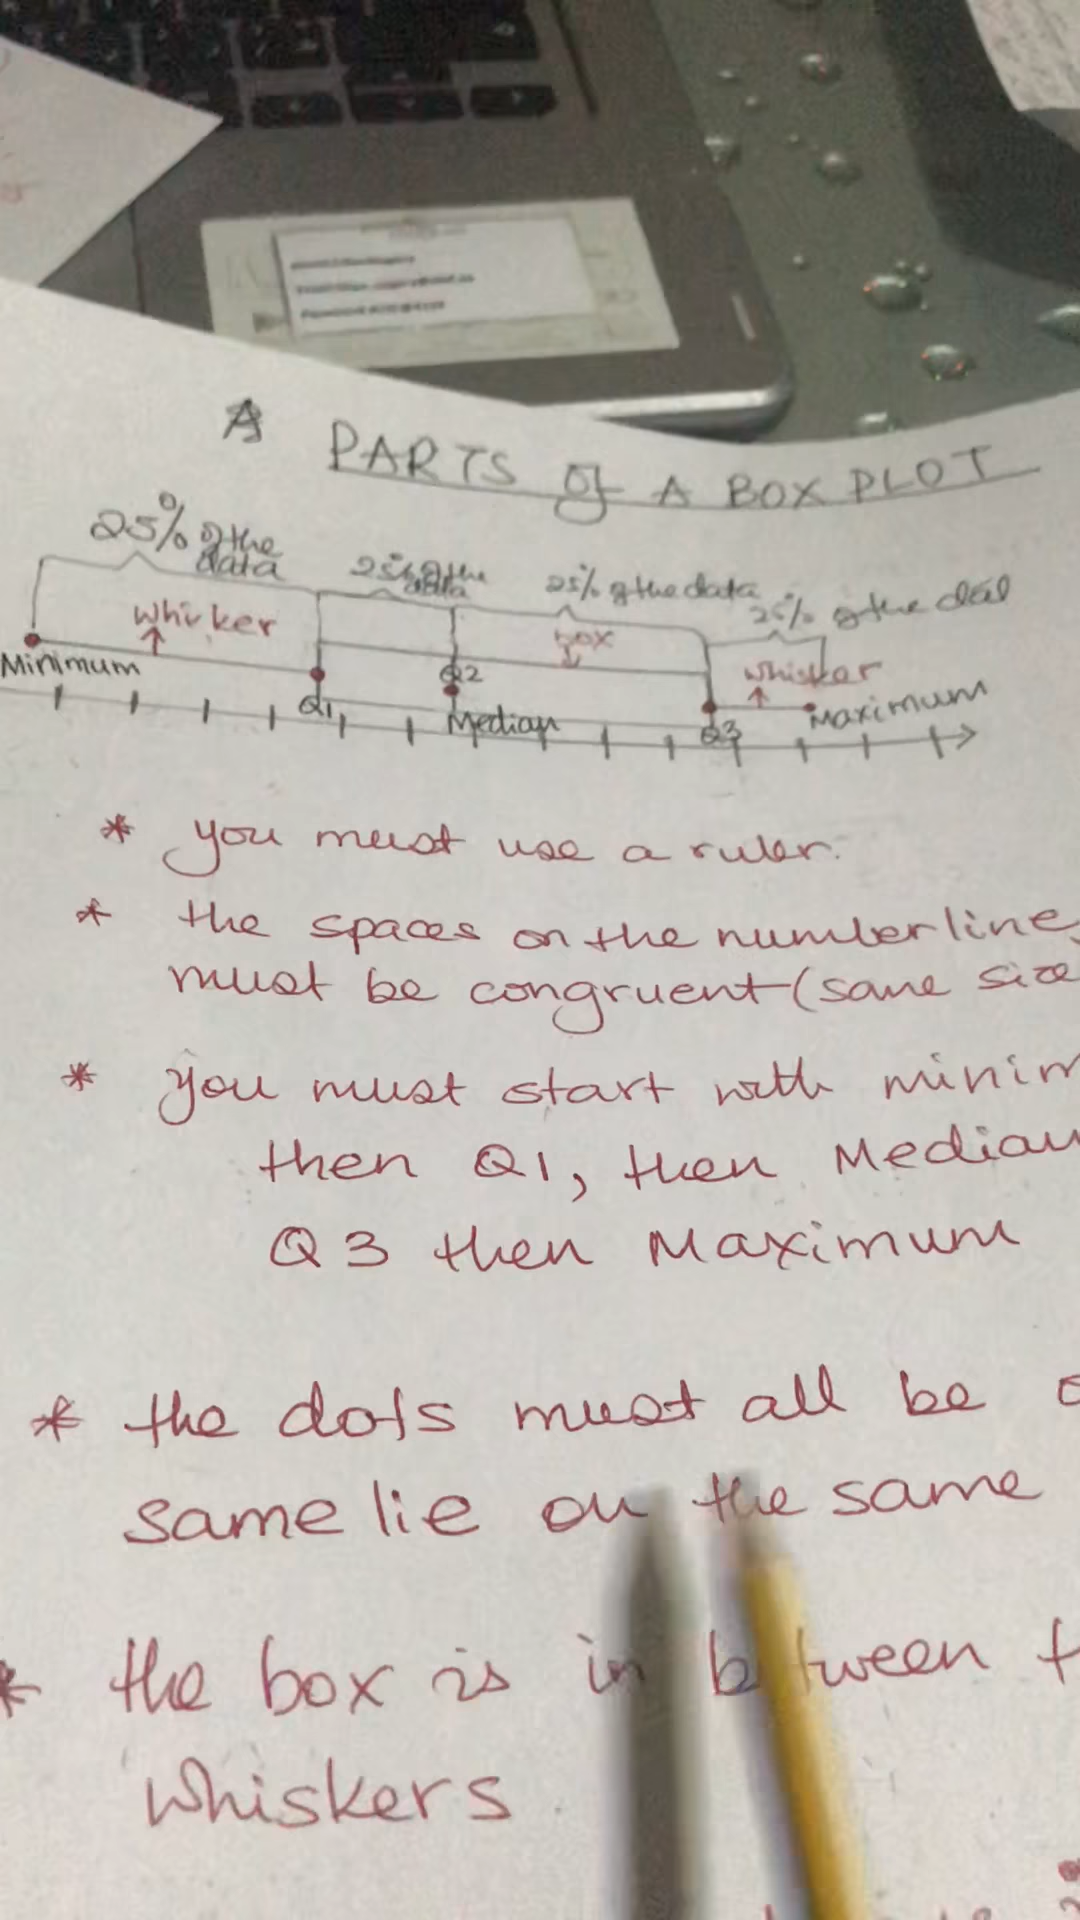 A PARTS of A BOX PLOT
25% of the data
25% of the data
25% of the data
25% of the
whisker
box
whisker
Minimum
Q1
Q2
Median
Q3
Maximum
* you must use a ruler.
* the spaces on the number line
must be congruent (same size
* you must start with minim
then Q1, then Median
Q3 then Maximum
* the dots must all be
same lie on the same
* the box is in between t
whiskers